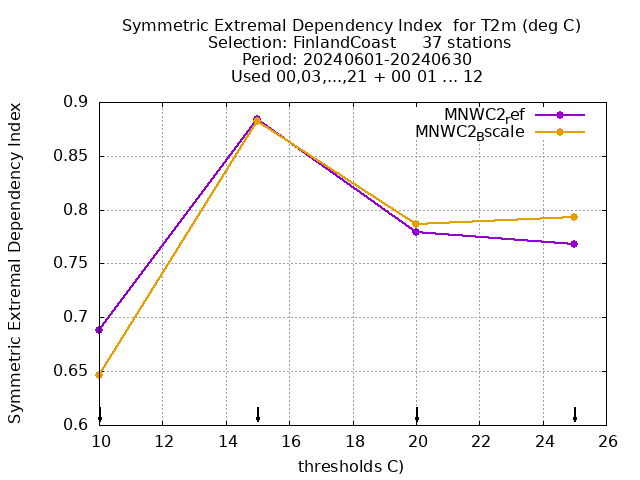 Symmetric Extremal Dependency Index  for T2m (deg C)
Selection: FinlandCoast     37 stations
Period: 20240601-20240630
Used 00,03,...,21 + 00 01 ... 12
MNWC2ref
MNWC2Bscale
Symmetric Extremal Dependency Index
0.9
0.85
0.8
0.75
0.7
0.65
0.6
10 12 14 16 18 20 22 24 26
thresholds C)